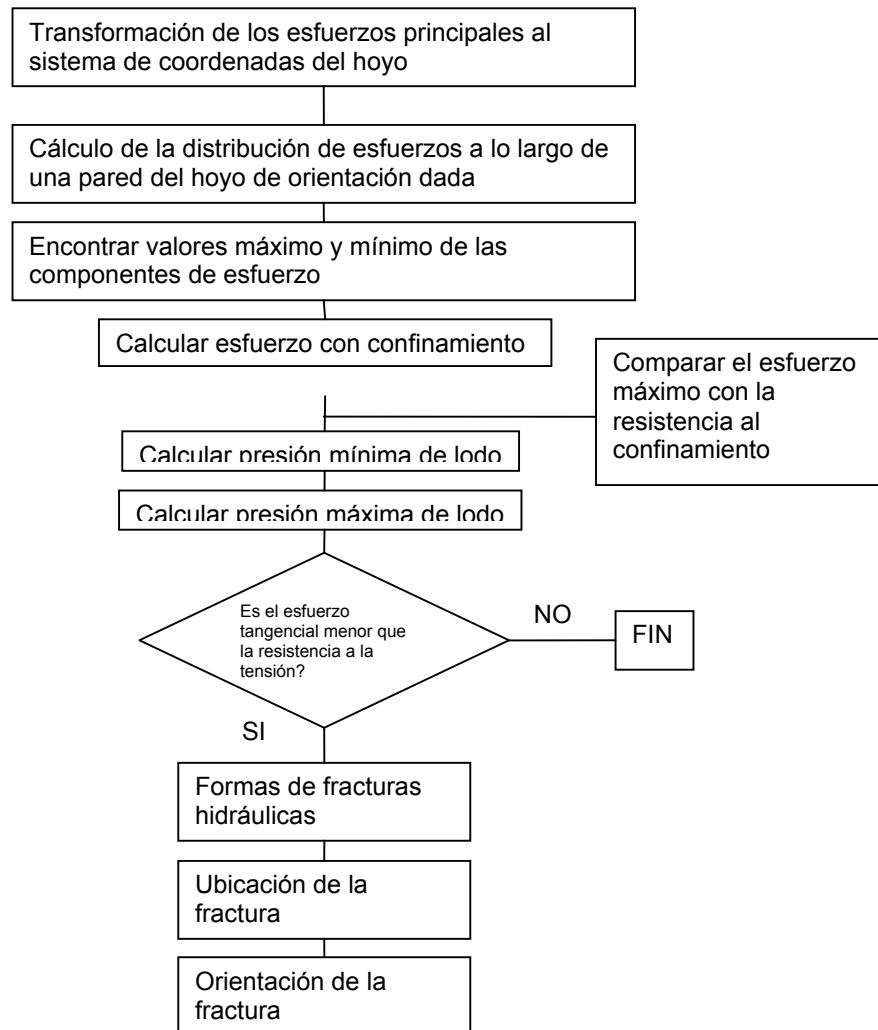 Transformación de los esfuerzos principales al
sistema de coordenadas del hoyo
Cálculo de la distribución de esfuerzos a lo largo de
una pared del hoyo de orientación dada
Encontrar valores máximo y mínimo de las
componentes de esfuerzo
Calcular esfuerzo con confinamiento
Comparar el esfuerzo
máximo con la
resistencia al
confinamiento
Calcular presión mínima de lodo
Calcular presión máxima de lodo
Es el esfuerzo
tangencial menor que
la resistencia a la
tensión?
NO
FIN
SI
Formas de fracturas
hidráulicas
Ubicación de la
fractura
Orientación de la
fractura